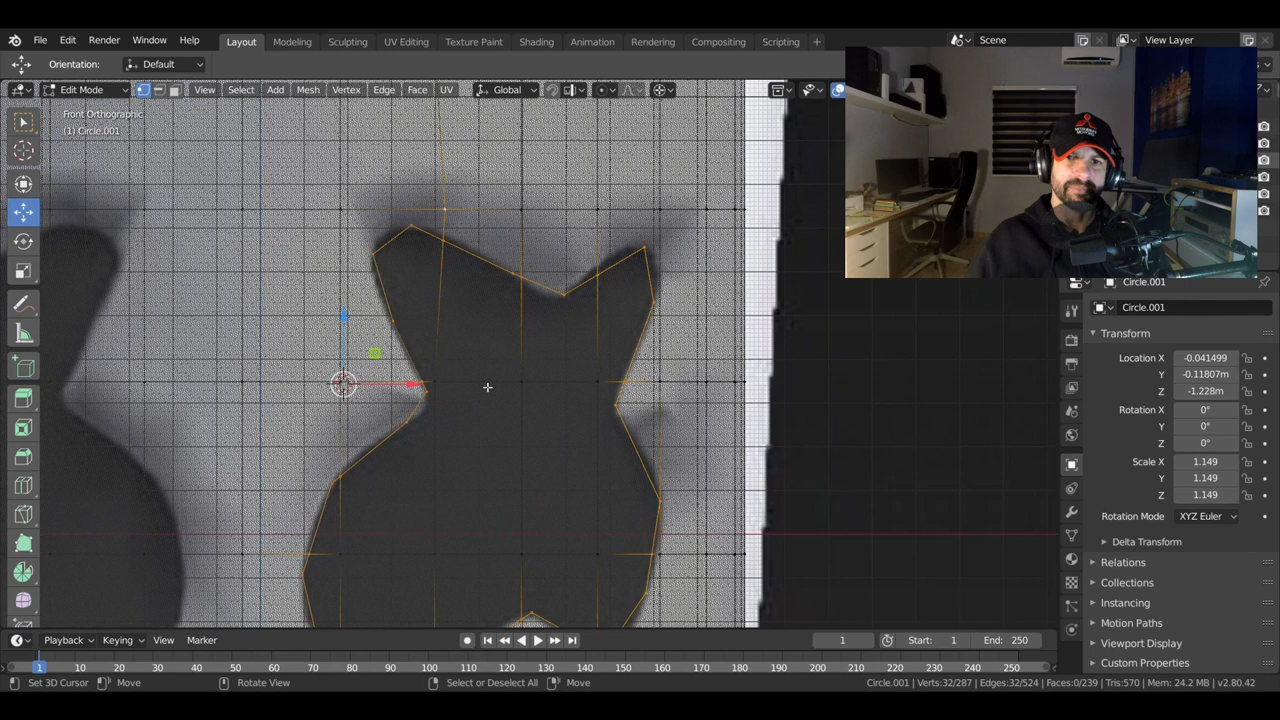 File Edit Render Window Help Layout Modeling Sculpting UV Editing Texture Paint Shading Animation Rendering Compositing Scripting + Scene View Layer
Orientation: Default
Edit Mode View Select Add Mesh Vertex Edge Face UV Global
Front Orthographic
(1) Circle.001
MITSUBISHI
MOTORS
Circle.001
Circle.001
Transform
Location X -0.041499
Y -0.11807m
Z -1.228m
Rotation X 0°
Y 0°
Z 0°
Scale X 1.149
Y 1.149
Z 1.149
Rotation Mode XYZ Euler
Delta Transform
Relations
Collections
Instancing
Motion Paths
Viewport Display
Custom Properties
Playback Keying View Marker 1 Start: 1 End: 250
1 10 20 30 40 50 60 70 80 90 100 110 120 130 140 150 160 170 180 190 200 210 220 230 240 250
Set 3D Cursor Move Rotate View Select or Deselect All Move Circle.001 | Verts:32/287 | Edges:32/524 | Faces:0/239 | Tris:570 | Mem: 24.2 MB | v2.80.42